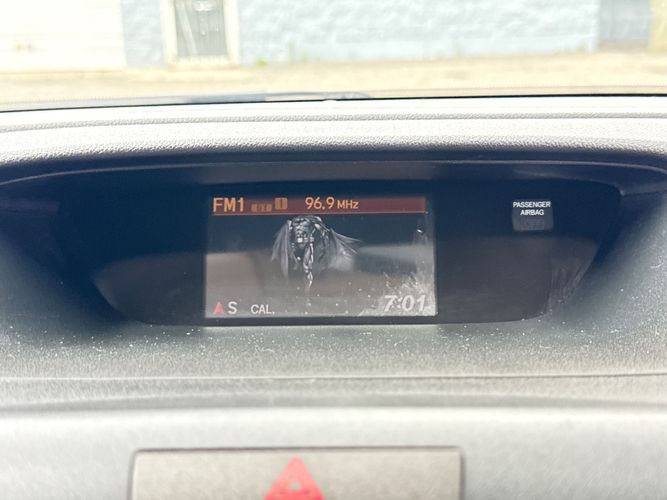 FM1 96.9 MHz
PASSENGER
AIRBAG
S CAL. 7:01